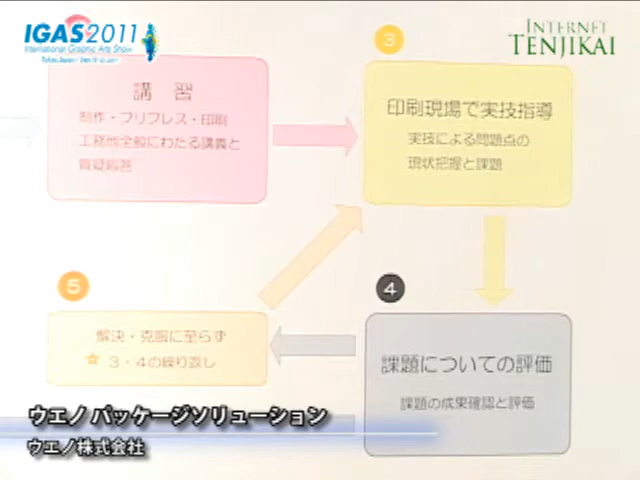 IGAS2011
International Graphic Arts Show
INTERNET
TENJIKAI
3
講 習
制作・プリプレス・印刷
工務他全般にわたる講義と
質疑応答
印刷現場で実技指導
実技による問題点の
現状把握と課題
5
4
解決・克服に至らず
☆ 3・4の繰り返し
課題についての評価
課題の成果確認と評価
ウエノ パッケージソリューション
ウエノ株式会社